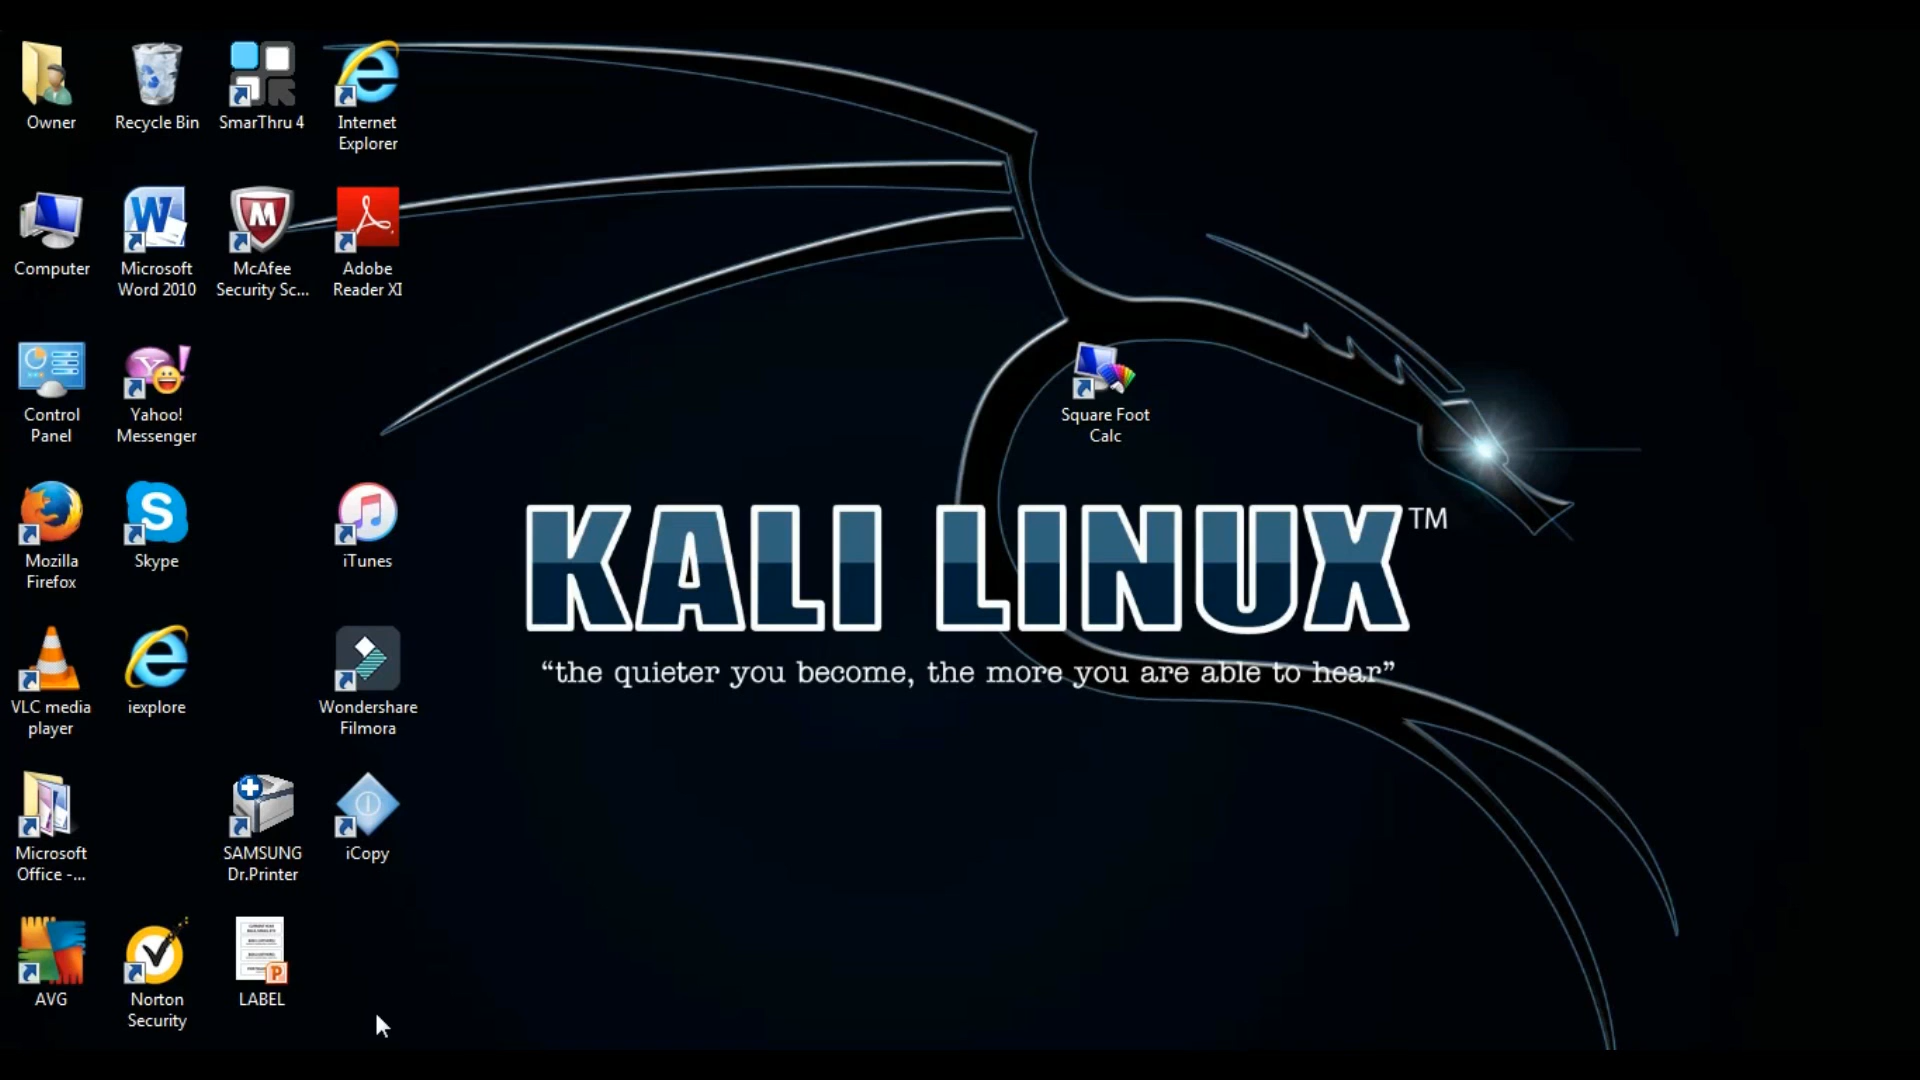 Owner
Recycle Bin
SmarThru 4
Internet
Explorer
Computer
Microsoft
Word 2010
McAfee
Security Sc...
Adobe
Reader XI
Control
Panel
Yahoo!
Messenger
Square Foot
Calc
Mozilla
Firefox
Skype
iTunes
KALI LINUX™
“the quieter you become, the more you are able to hear”
VLC media
player
iexplore
Wondershare
Filmora
Microsoft
Office -...
SAMSUNG
Dr.Printer
iCopy
AVG
Norton
Security
LABEL